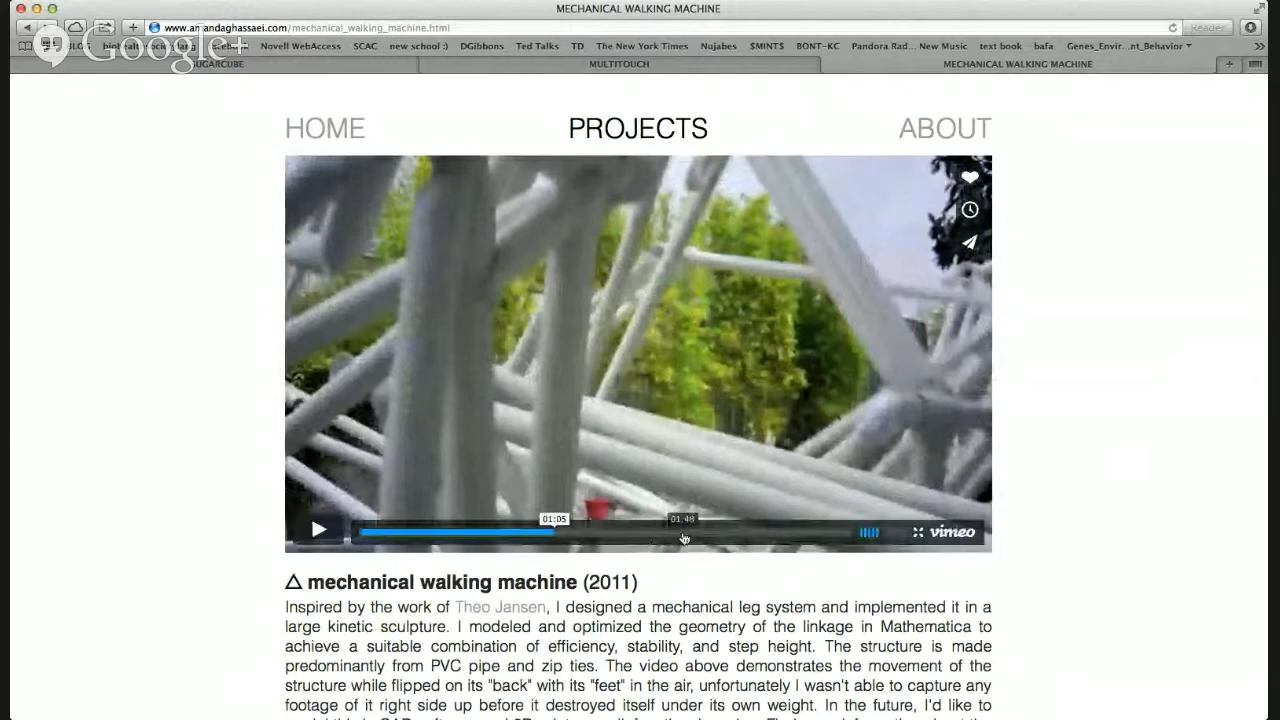 MECHANICAL WALKING MACHINE
/mechanical_walking_machine.html
Reader
Google+
Novell WebAccess SCAC new school :) DGibbons Ted Talks TD The New York Times Nujabes $MINT$ BONT-KC Pandora Rad... New Music text book bafa Genes_Envir...nt_Behavior
MULTITOUCH MECHANICAL WALKING MACHINE
HOME PROJECTS ABOUT
01:05 01:48
vimeo
mechanical walking machine (2011)
Inspired by the work of Theo Jansen, I designed a mechanical leg system and implemented it in a
large kinetic sculpture. I modeled and optimized the geometry of the linkage in Mathematica to
achieve a suitable combination of efficiency, stability, and step height. The structure is made
predominantly from PVC pipe and zip ties. The video above demonstrates the movement of the
structure while flipped on its "back" with its "feet" in the air, unfortunately I wasn't able to capture any
footage of it right side up before it destroyed itself under its own weight. In the future, I'd like to